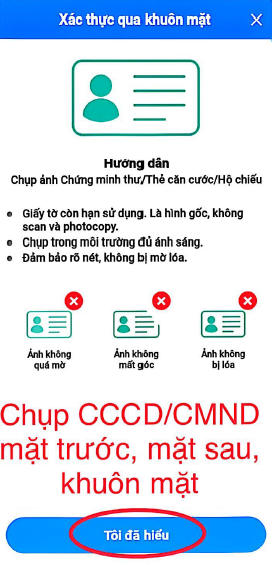 Xác thực qua khuôn mặt
Hướng dẫn
Chụp ảnh Chứng minh thư/Thẻ căn cước/Hộ chiếu
Giấy tờ còn hạn sử dụng. Là hình gốc, không
scan và photocopy.
Chụp trong môi trường đủ ánh sáng.
Đảm bảo rõ nét, không bị mờ lóa.
Ảnh không
quá mờ
Ảnh không
mất góc
Ảnh không
bị lóa
Chụp CCCD/CMND
mặt trước, mặt sau,
khuôn mặt
Tôi đã hiểu